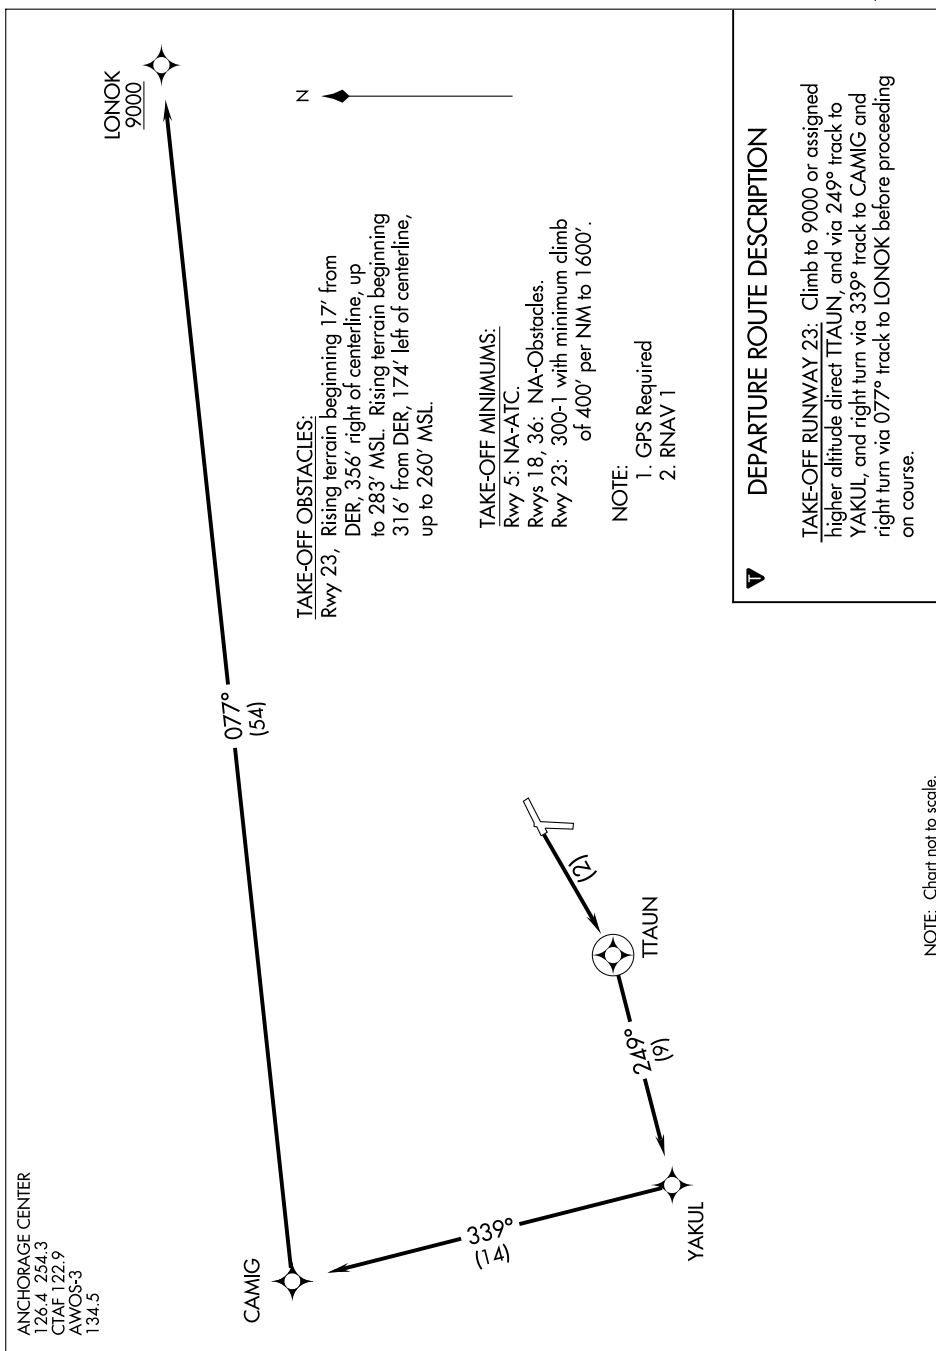 ANCHORAGE CENTER
126.4 254.3
CTAF 122.9
AWOS-3
134.5
LONOK
9000
N
077°
(54)
CAMIG
339°
(14)
YAKUL
249°
(9)
TTAUN
(2)
TAKE-OFF OBSTACLES:
Rwy 23, Rising terrain beginning 17' from
DER, 356' right of centerline, up
to 283' MSL. Rising terrain beginning
316' from DER, 174' left of centerline,
up to 260' MSL.
TAKE-OFF MINIMUMS:
Rwy 5: NA-ATC.
Rwys 18, 36: NA-Obstacles.
Rwy 23: 300-1 with minimum climb
of 400' per NM to 1600'.
NOTE:
1. GPS Required
2. RNAV 1
T
DEPARTURE ROUTE DESCRIPTION
TAKE-OFF RUNWAY 23: Climb to 9000 or assigned
higher altitude direct TTAUN, and via 249° track to
YAKUL, and right turn via 339° track to CAMIG and
right turn via 077° track to LONOK before proceeding
on course.
NOTE: Chart not to scale.